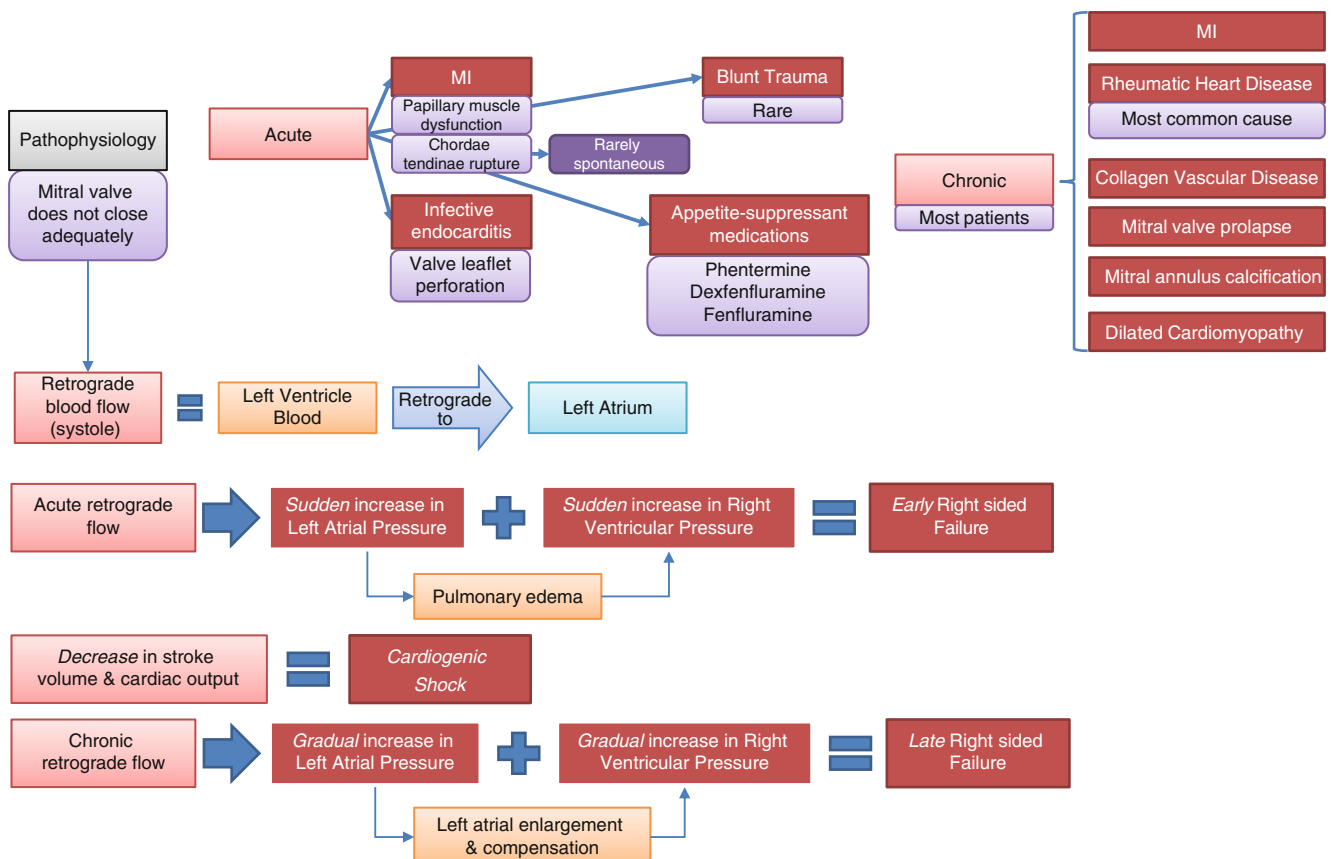 Pathophysiology
Mitral valve
does not close
adequately
Acute
MI
Papillary muscle
dysfunction
Chordae
tendinae rupture
Rarely
spontaneous
Blunt Trauma
Rare
Infective
endocarditis
Valve leaflet
perforation
Appetite-suppressant
medications
Phentermine
Dexfenfluramine
Fenfluramine
Chronic
Most patients
MI
Rheumatic Heart Disease
Most common cause
Collagen Vascular Disease
Mitral valve prolapse
Mitral annulus calcification
Dilated Cardiomyopathy
Retrograde
blood flow
(systole)
Left Ventricle
Blood
Retrograde
to
Left Atrium
Acute retrograde
flow
Sudden increase in
Left Atrial Pressure
Sudden increase in Right
Ventricular Pressure
Early Right sided
Failure
Pulmonary edema
Decrease in stroke
volume & cardiac output
Cardiogenic
Shock
Chronic
retrograde flow
Gradual increase in
Left Atrial Pressure
Gradual increase in Right
Ventricular Pressure
Late Right sided
Failure
Left atrial enlargement
& compensation